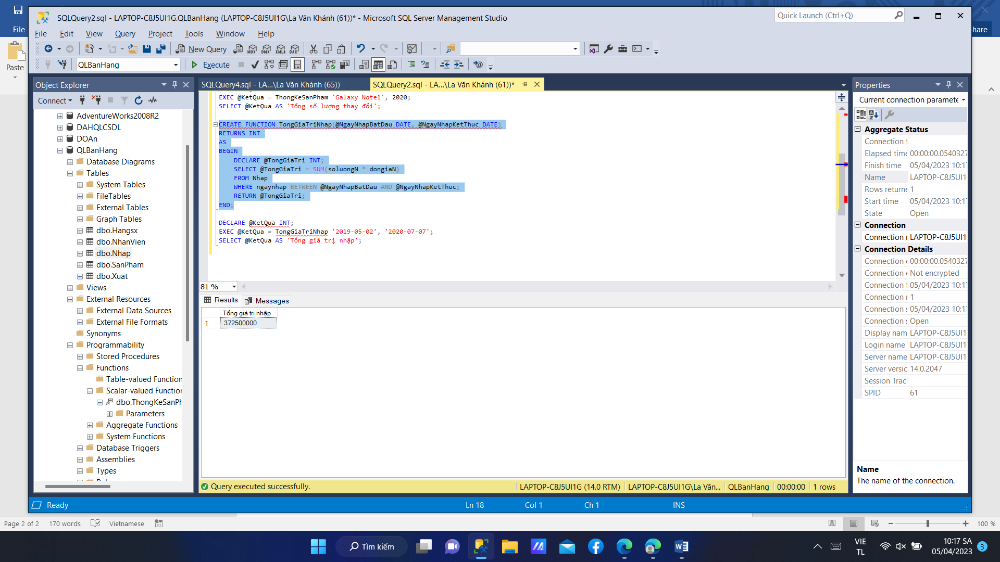 File
Paste
hare
SQLQuery2.sql - LAPTOP-C8J5UI1G.QLBanHang (LAPTOP-C8J5UI1G\La Văn Khánh (61))* - Microsoft SQL Server Management Studio
Quick Launch (Ctrl+Q)
File Edit View Query Project Tools Window Help
New Query
MDX DMX XMLA DAX
QLBanHang
Execute
Object Explorer
Connect
AdventureWorks2008R2
DAHQLCSDL
DOAn
QLBanHang
Database Diagrams
Tables
System Tables
FileTables
External Tables
Graph Tables
dbo.Hangsx
dbo.NhanVien
dbo.Nhap
dbo.SanPham
dbo.Xuat
Views
External Resources
External Data Sources
External File Formats
Synonyms
Programmability
Stored Procedures
Functions
Table-valued Function
Scalar-valued Function
dbo.ThongKeSanPh
Parameters
Aggregate Functions
System Functions
Database Triggers
Assemblies
Types
SQLQuery4.sql - LA...\La Văn Khánh (65))
SQLQuery2.sql - LA...\La Văn Khánh (61))*
EXEC @KetQua = ThongKeSanPham 'Galaxy Note1', 2020;
SELECT @KetQua AS 'Tổng số lượng thay đổi';
CREATE FUNCTION TongGiaTriNhap(@NgayNhapBatDau DATE, @NgayNhapKetThuc DATE)
RETURNS INT
AS
BEGIN
DECLARE @TongGiaTri INT;
SELECT @TongGiaTri = SUM(soluongN * dongiaN)
FROM Nhap
WHERE ngaynhap BETWEEN @NgayNhapBatDau AND @NgayNhapKetThuc;
RETURN @TongGiaTri;
END;
DECLARE @KetQua INT;
EXEC @KetQua = TongGiaTriNhap '2019-05-02', '2020-07-07';
SELECT @KetQua AS 'Tổng giá trị nhập';
81 %
Results Messages
Tổng giá trị nhập
1 372500000
Query executed successfully.
LAPTOP-C8J5UI1G (14.0 RTM) LAPTOP-C8J5UI1G\La Văn... QLBanHang 00:00:00 1 rows
Properties
Current connection paramete
Aggregate Status
Connection f
Elapsed time 00:00:00.0540327
Finish time 05/04/2023 10:17
Name LAPTOP-C8J5UI1
Rows returne 1
Start time 05/04/2023 10:17
State Open
Connection
Connection r LAPTOP-C8J5UI1
Connection Details
Connection e 00:00:00.0540327
Connection e Not encrypted
Connection f 05/04/2023 10:17
Connection r 1
Connection s 05/04/2023 10:17
Connection s Open
Display nam LAPTOP-C8J5UI1
Login name LAPTOP-C8J5UI1
Server name LAPTOP-C8J5UI1
Server versic 14.0.2047
Session Traci
SPID 61
Name
The name of the connection.
Ready Ln 18 Col 1 Ch 1 INS
Page 2 of 2 170 words Vietnamese 100 %
Tìm kiếm
VIE
TL
10:17 SA
05/04/2023
3